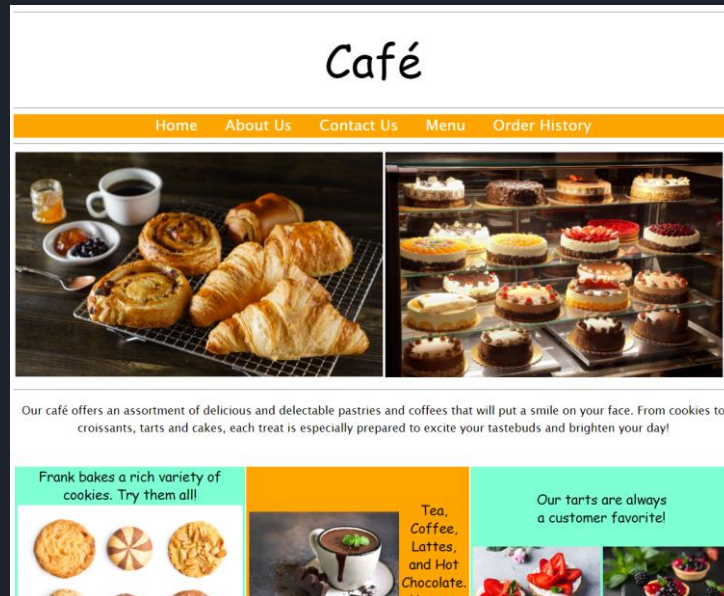 Café
Home About Us Contact Us Menu Order History
Our café offers an assortment of delicious and delectable pastries and coffees that will put a smile on your face. From cookies to
croissants, tarts and cakes, each treat is especially prepared to excite your tastebuds and brighten your day!
Frank bakes a rich variety of
cookies. Try them all!
Tea,
Coffee,
Lattes,
and Hot
Chocolate.
Our tarts are always
a customer favorite!